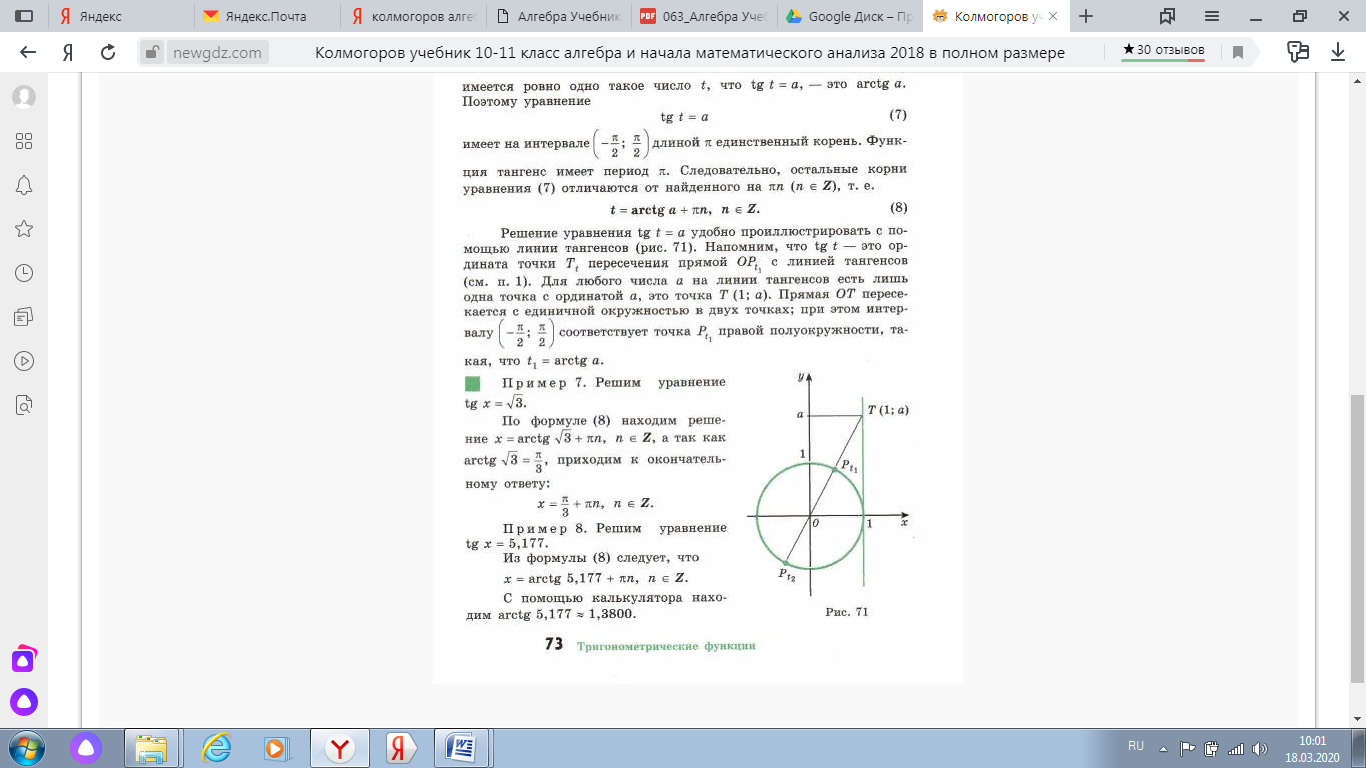 Яндекс
Яндекс.Почта
колмогоров алге
Алгебра Учебник
063_Алгебра Уче
Google Диск – Пр
Колмогоров уч
newgdz.com
Колмогоров учебник 10-11 класс алгебра и начала математического анализа 2018 в полном размере
★30 отзывов
имеется ровно одно такое число t, что tg t = a, — это arctg a.
Поэтому уравнение
tg t = a (7)
имеет на интервале (−π/2; π/2) длиной π единственный корень. Функ-
ция тангенс имеет период π. Следовательно, остальные корни
уравнения (7) отличаются от найденного на πn (n ∈ Z), т. е.
t = arctg a + πn, n ∈ Z. (8)
Решение уравнения tg t = a удобно проиллюстрировать с по-
мощью линии тангенсов (рис. 71). Напомним, что tg t — это ор-
дината точки Tt пересечения прямой OPt1 с линией тангенсов
(см. п. 1). Для любого числа a на линии тангенсов есть лишь
одна точка с ординатой a, это точка T (1; a). Прямая OT пересе-
кается с единичной окружностью в двух точках; при этом интер-
валу (−π/2; π/2) соответствует точка Pt1 правой полуокружности, та-
кая, что t1 = arctg a.
Пример 7. Решим уравнение
tg x = √3.
По формуле (8) находим реше-
ние x = arctg √3 + πn, n ∈ Z, а так как
arctg √3 = π/3, приходим к окончатель-
ному ответу:
x = π/3 + πn, n ∈ Z.
Пример 8. Решим уравнение
tg x = 5,177.
Из формулы (8) следует, что
x = arctg 5,177 + πn, n ∈ Z.
С помощью калькулятора нахо-
дим arctg 5,177 ≈ 1,3800.
y
a
T (1; a)
1
Pt1
0
1
x
Pt2
Рис. 71
73 Тригонометрические функции
RU
10:01
18.03.2020